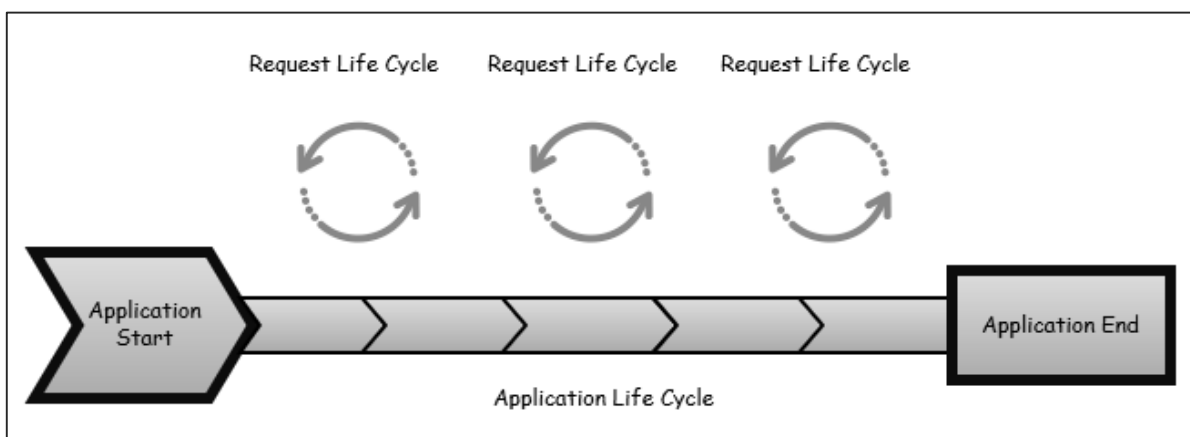 Request Life Cycle
Request Life Cycle
Request Life Cycle
Application
Start
Application End
Application Life Cycle